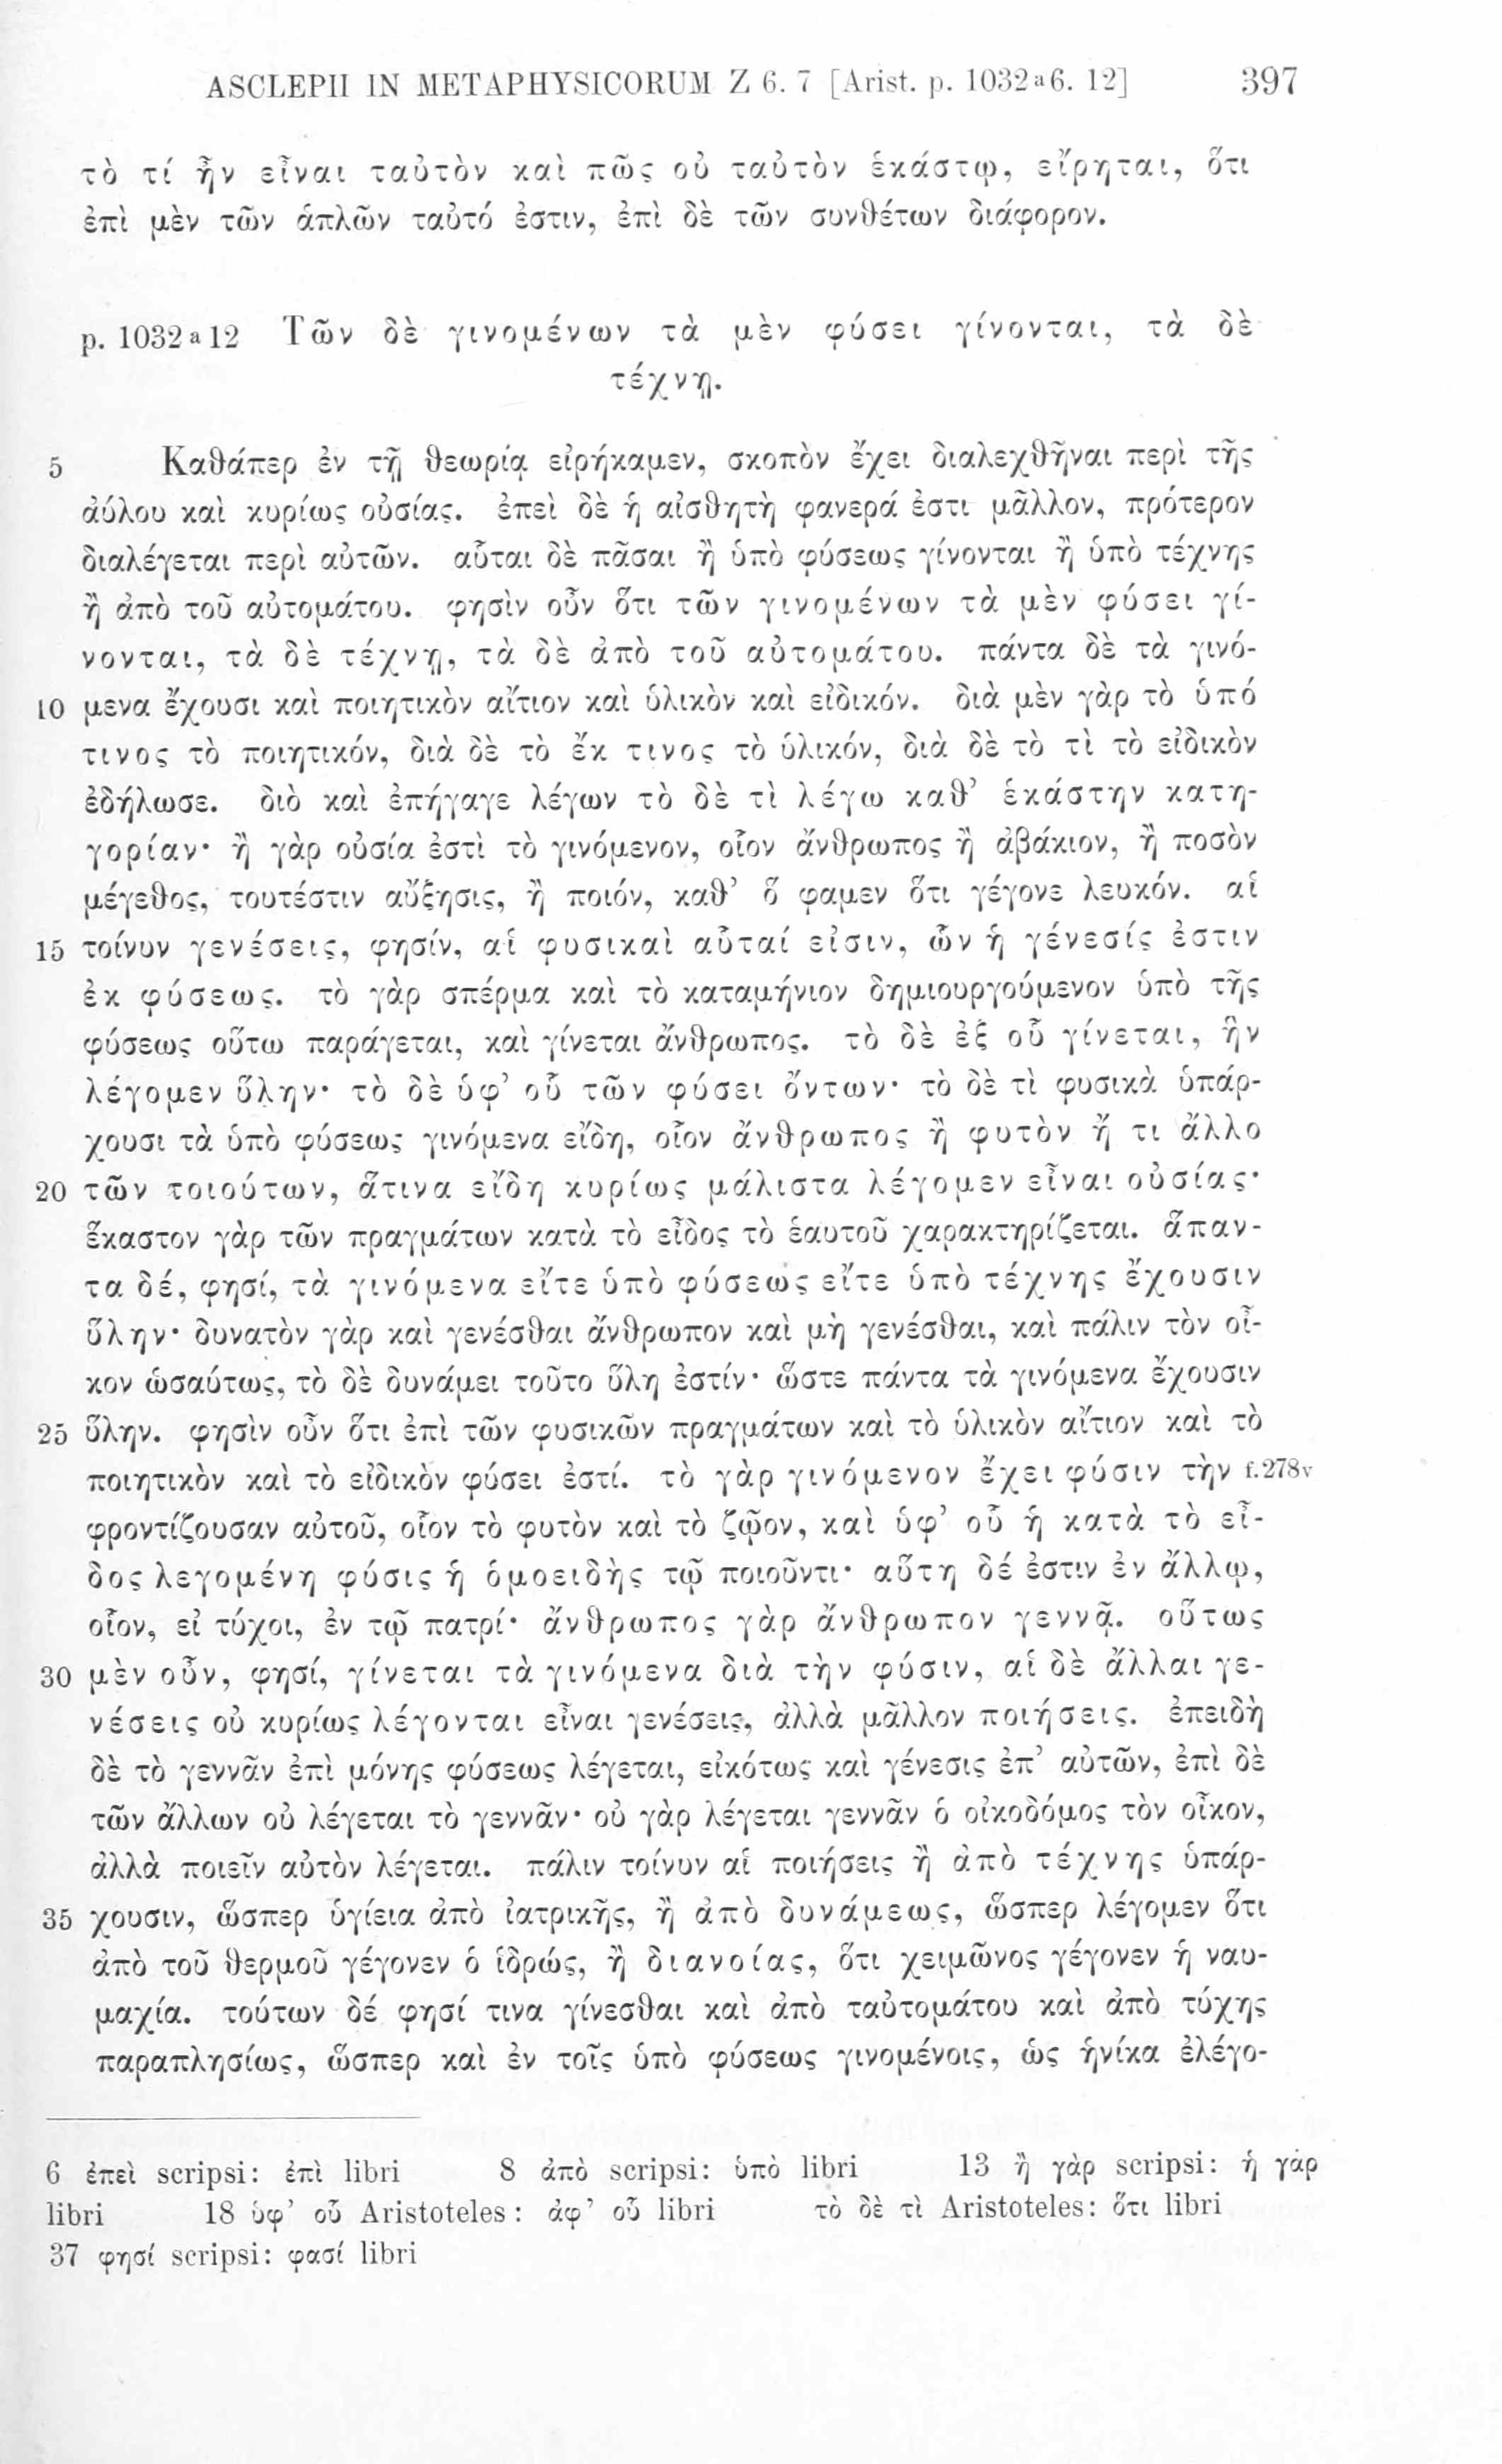 ASCLEPII IN METAPHYSICORUM Z 6. 7 [Arist. p. 1032a6. 12] 397
τὸ τί ἦν εἶναι ταὐτὸν καὶ πῶς οὐ ταὐτὸν ἑκάστῳ, εἴρηται, ὅτι
ἐπὶ μὲν τῶν ἁπλῶν ταὐτό ἐστιν, ἐπὶ δὲ τῶν συνθέτων διάφορον.
p. 1032a12 Τῶν δὲ γινομένων τὰ μὲν φύσει γίνονται, τὰ δὲ
τέχνῃ.
5 Καθάπερ ἐν τῇ θεωρίᾳ εἰρήκαμεν, σκοπὸν ἔχει διαλεχθῆναι περὶ τῆς
ἀύλου καὶ κυρίως οὐσίας. ἐπεὶ δὲ ἡ αἰσθητὴ φανερά ἐστι μᾶλλον, πρότερον
διαλέγεται περὶ αὐτῶν. αὗται δὲ πᾶσαι ἢ ὑπὸ φύσεως γίνονται ἢ ὑπὸ τέχνης
ἢ ἀπὸ τοῦ αὐτομάτου. φησὶν οὖν ὅτι τῶν γινομένων τὰ μὲν φύσει γί-
νονται, τὰ δὲ τέχνῃ, τὰ δὲ ἀπὸ τοῦ αὐτομάτου. πάντα δὲ τὰ γινό-
10 μενα ἔχουσι καὶ ποιητικὸν αἴτιον καὶ ὑλικὸν καὶ εἰδικόν. διὰ μὲν γὰρ τὸ ὑπό
τινος τὸ ποιητικόν, διὰ δὲ τὸ ἔκ τινος τὸ ὑλικόν, διὰ δὲ τὸ τὶ τὸ εἰδικὸν
ἐδήλωσε. διὸ καὶ ἐπήγαγε λέγων τὸ δὲ τὶ λέγω καθ’ ἑκάστην κατη-
γορίαν· ἢ γὰρ οὐσία ἐστὶ τὸ γινόμενον, οἷον ἄνθρωπος ἢ ἀβάκιον, ἢ ποσὸν
μέγεθος, τουτέστιν αὔξησις, ἢ ποιόν, καθ’ ὅ φαμεν ὅτι γέγονε λευκόν. αἱ
15 τοίνυν γενέσεις, φησίν, αἱ φυσικαὶ αὗταί εἰσιν, ὧν ἡ γένεσίς ἐστιν
ἐκ φύσεως. τὸ γὰρ σπέρμα καὶ τὸ καταμήνιον δημιουργούμενον ὑπὸ τῆς
φύσεως οὕτω παράγεται, καὶ γίνεται ἄνθρωπος. τὸ δὲ ἐξ οὗ γίνεται, ἣν
λέγομεν ὕλην· τὸ δὲ ὑφ’ οὗ τῶν φύσει ὄντων· τὸ δὲ τὶ φυσικὰ ὑπάρ-
χουσι τὰ ὑπὸ φύσεως γινόμενα εἴδη, οἷον ἄνθρωπος ἢ φυτὸν ἤ τι ἄλλο
20 τῶν τοιούτων, ἅτινα εἴδη κυρίως μάλιστα λέγομεν εἶναι οὐσίας·
ἕκαστον γὰρ τῶν πραγμάτων κατὰ τὸ εἶδος τὸ ἑαυτοῦ χαρακτηρίζεται. ἅπαν-
τα δέ, φησί, τὰ γινόμενα εἴτε ὑπὸ φύσεως εἴτε ὑπὸ τέχνης ἔχουσιν
ὕλην· δυνατὸν γὰρ καὶ γενέσθαι ἄνθρωπον καὶ μὴ γενέσθαι, καὶ πάλιν τὸν οἶ-
κον ὡσαύτως, τὸ δὲ δυνάμει τοῦτο ὕλη ἐστίν· ὥστε πάντα τὰ γινόμενα ἔχουσιν
25 ὕλην. φησὶν οὖν ὅτι ἐπὶ τῶν φυσικῶν πραγμάτων καὶ τὸ ὑλικὸν αἴτιον καὶ τὸ
ποιητικὸν καὶ τὸ εἰδικὸν φύσει ἐστί. τὸ γὰρ γινόμενον ἔχει φύσιν τὴν f.278v
φροντίζουσαν αὐτοῦ, οἷον τὸ φυτὸν καὶ τὸ ζῷον, καὶ ὑφ’ οὗ ἡ κατὰ τὸ εἶ-
δος λεγομένη φύσις ἡ ὁμοειδὴς τῷ ποιοῦντι· αὕτη δέ ἐστιν ἐν ἄλλῳ,
οἷον, εἰ τύχοι, ἐν τῷ πατρί· ἄνθρωπος γὰρ ἄνθρωπον γεννᾷ. οὕτως
30 μὲν οὖν, φησί, γίνεται τὰ γινόμενα διὰ τὴν φύσιν, αἱ δὲ ἄλλαι γε-
νέσεις οὐ κυρίως λέγονται εἶναι γενέσεις, ἀλλὰ μᾶλλον ποιήσεις. ἐπειδὴ
δὲ τὸ γεννᾶν ἐπὶ μόνης φύσεως λέγεται, εἰκότως καὶ γένεσις ἐπ’ αὐτῶν, ἐπὶ δὲ
τῶν ἄλλων οὐ λέγεται τὸ γεννᾶν· οὐ γὰρ λέγεται γεννᾶν ὁ οἰκοδόμος τὸν οἶκον,
ἀλλὰ ποιεῖν αὐτὸν λέγεται. πάλιν τοίνυν αἱ ποιήσεις ἢ ἀπὸ τέχνης ὑπάρ-
35 χουσιν, ὥσπερ ὑγίεια ἀπὸ ἰατρικῆς, ἢ ἀπὸ δυνάμεως, ὥσπερ λέγομεν ὅτι
ἀπὸ τοῦ θερμοῦ γέγονεν ὁ ἱδρώς, ἢ διανοίας, ὅτι χειμῶνος γέγονεν ἡ ναυ-
μαχία. τούτων δέ φησί τινα γίνεσθαι καὶ ἀπὸ ταὐτομάτου καὶ ἀπὸ τύχης
παραπλησίως, ὥσπερ καὶ ἐν τοῖς ὑπὸ φύσεως γινομένοις, ὡς ἡνίκα ἐλέγο-
6 ἐπεὶ scripsi: ἐπὶ libri 8 ἀπὸ scripsi: ὑπὸ libri 13 ἢ γὰρ scripsi: ἡ γὰρ
libri 18 ὑφ’ οὗ Aristoteles: ἀφ’ οὗ libri τὸ δὲ τὶ Aristoteles: ὅτι libri
37 φησί scripsi: φασί libri